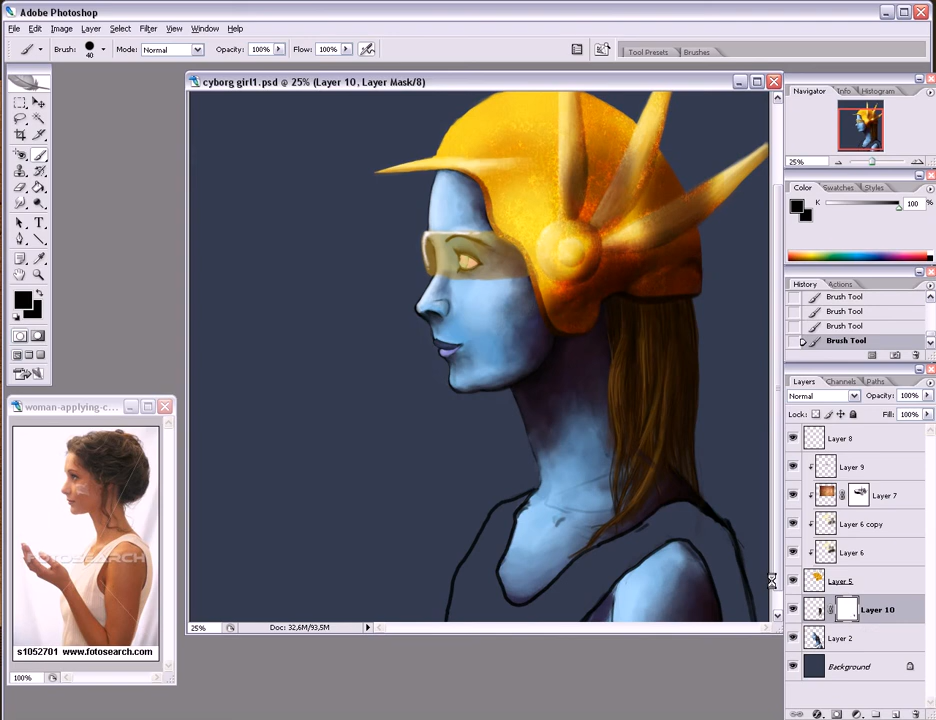 Adobe Photoshop
File Edit Image Layer Select Filter View Window Help
Brush: 40 Mode: Normal Opacity: 100% Flow: 100% Tool Presets Brushes
cyborg girl1.psd @ 25% (Layer 10, Layer Mask/8)
Navigator Info Histogram
25%
Color Swatches Styles
K 100 %
History Actions
Brush Tool
Brush Tool
Brush Tool
Brush Tool
Layers Channels Paths
Normal Opacity: 100%
Lock: Fill: 100%
Layer 8
Layer 9
Layer 7
Layer 6 copy
Layer 6
Layer 5
Layer 10
Layer 2
Background
25% Doc: 32,6M/93,5M
woman-applying-c...
FOTOSEARCH
s1052701 www.fotosearch.com
100%